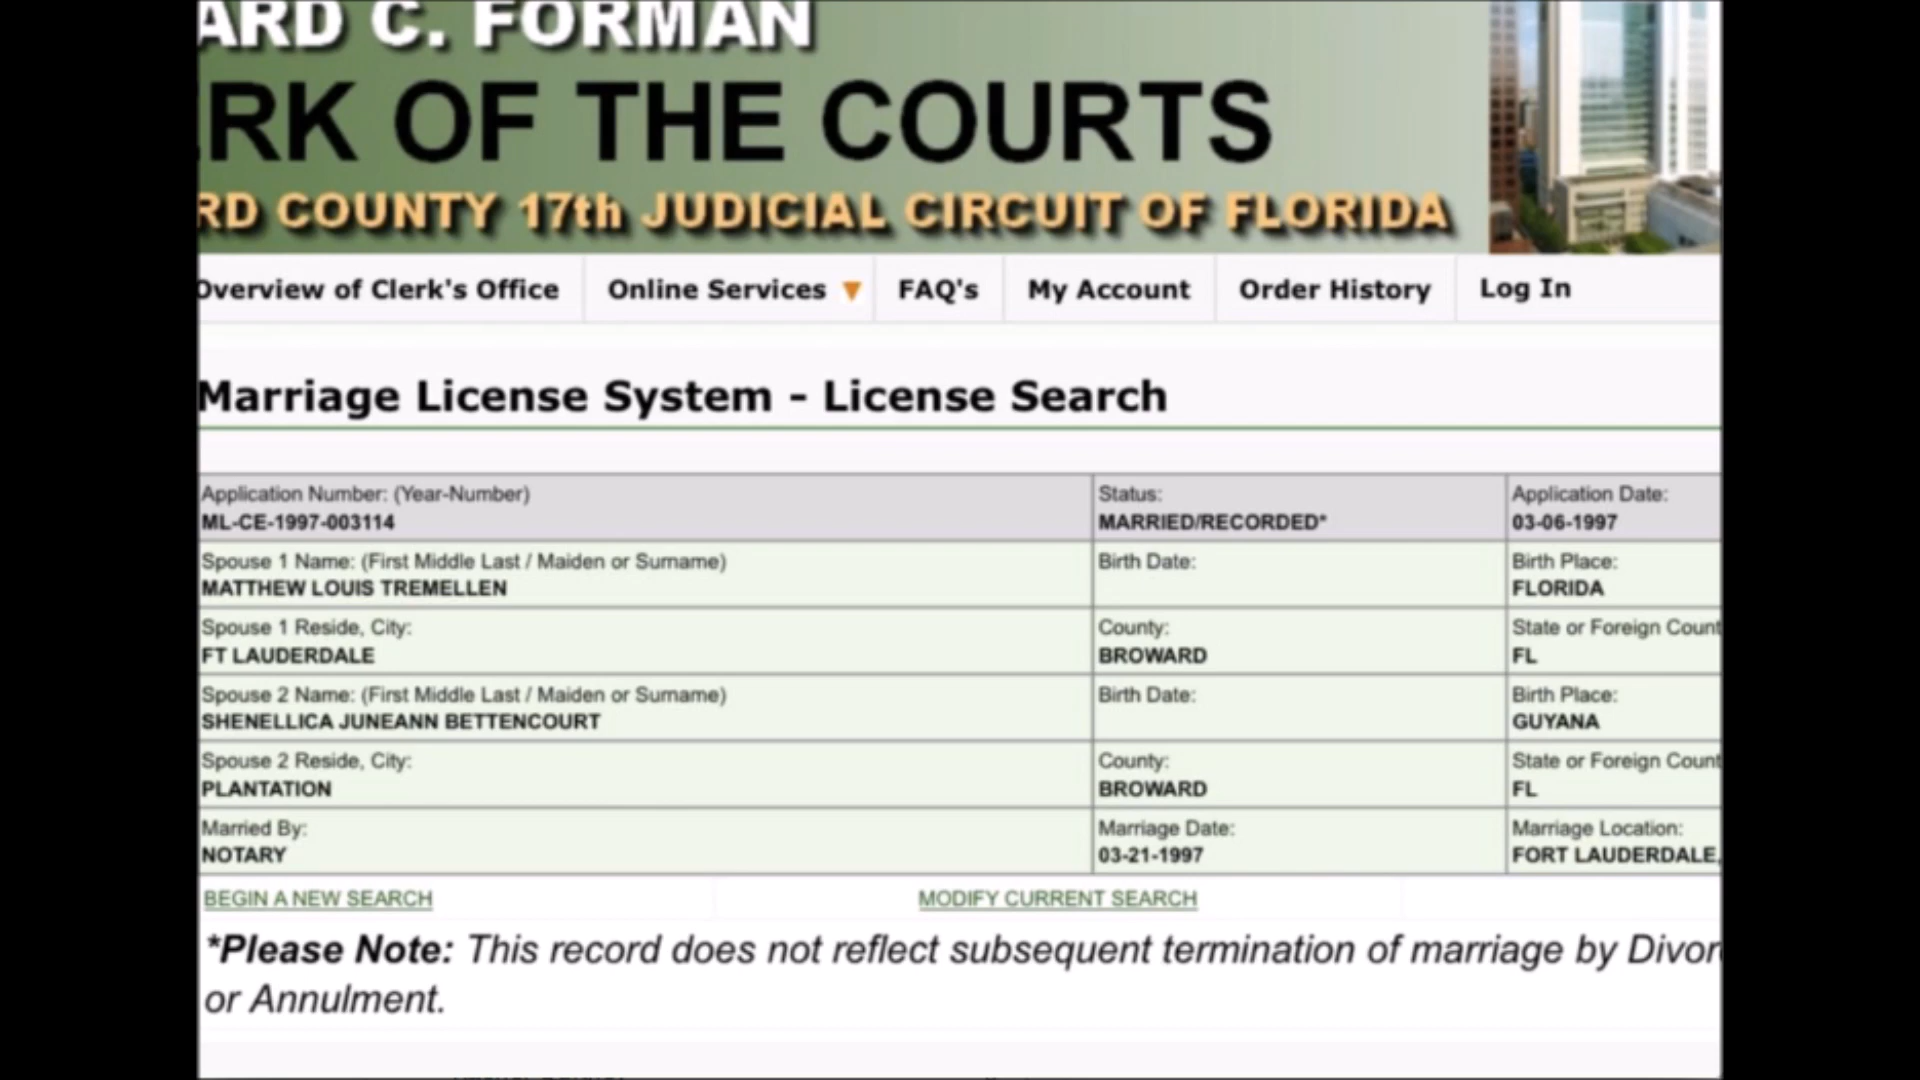 ARD C. FORMAN
RK OF THE COURTS
RD COUNTY 17th JUDICIAL CIRCUIT OF FLORIDA
Overview of Clerk's Office Online Services FAQ's My Account Order History Log In
Marriage License System - License Search
Application Number: (Year-Number) Status: Application Date:
ML-CE-1997-003114 MARRIED/RECORDED* 03-06-1997
Spouse 1 Name: (First Middle Last / Maiden or Surname) Birth Date: Birth Place:
MATTHEW LOUIS TREMELLEN FLORIDA
Spouse 1 Reside, City: County: State or Foreign Count
FT LAUDERDALE BROWARD FL
Spouse 2 Name: (First Middle Last / Maiden or Surname) Birth Date: Birth Place:
SHENELLICA JUNEANN BETTENCOURT GUYANA
Spouse 2 Reside, City: County: State or Foreign Count
PLANTATION BROWARD FL
Married By: Marriage Date: Marriage Location:
NOTARY 03-21-1997 FORT LAUDERDALE,
BEGIN A NEW SEARCH MODIFY CURRENT SEARCH
*Please Note: This record does not reflect subsequent termination of marriage by Divor
or Annulment.